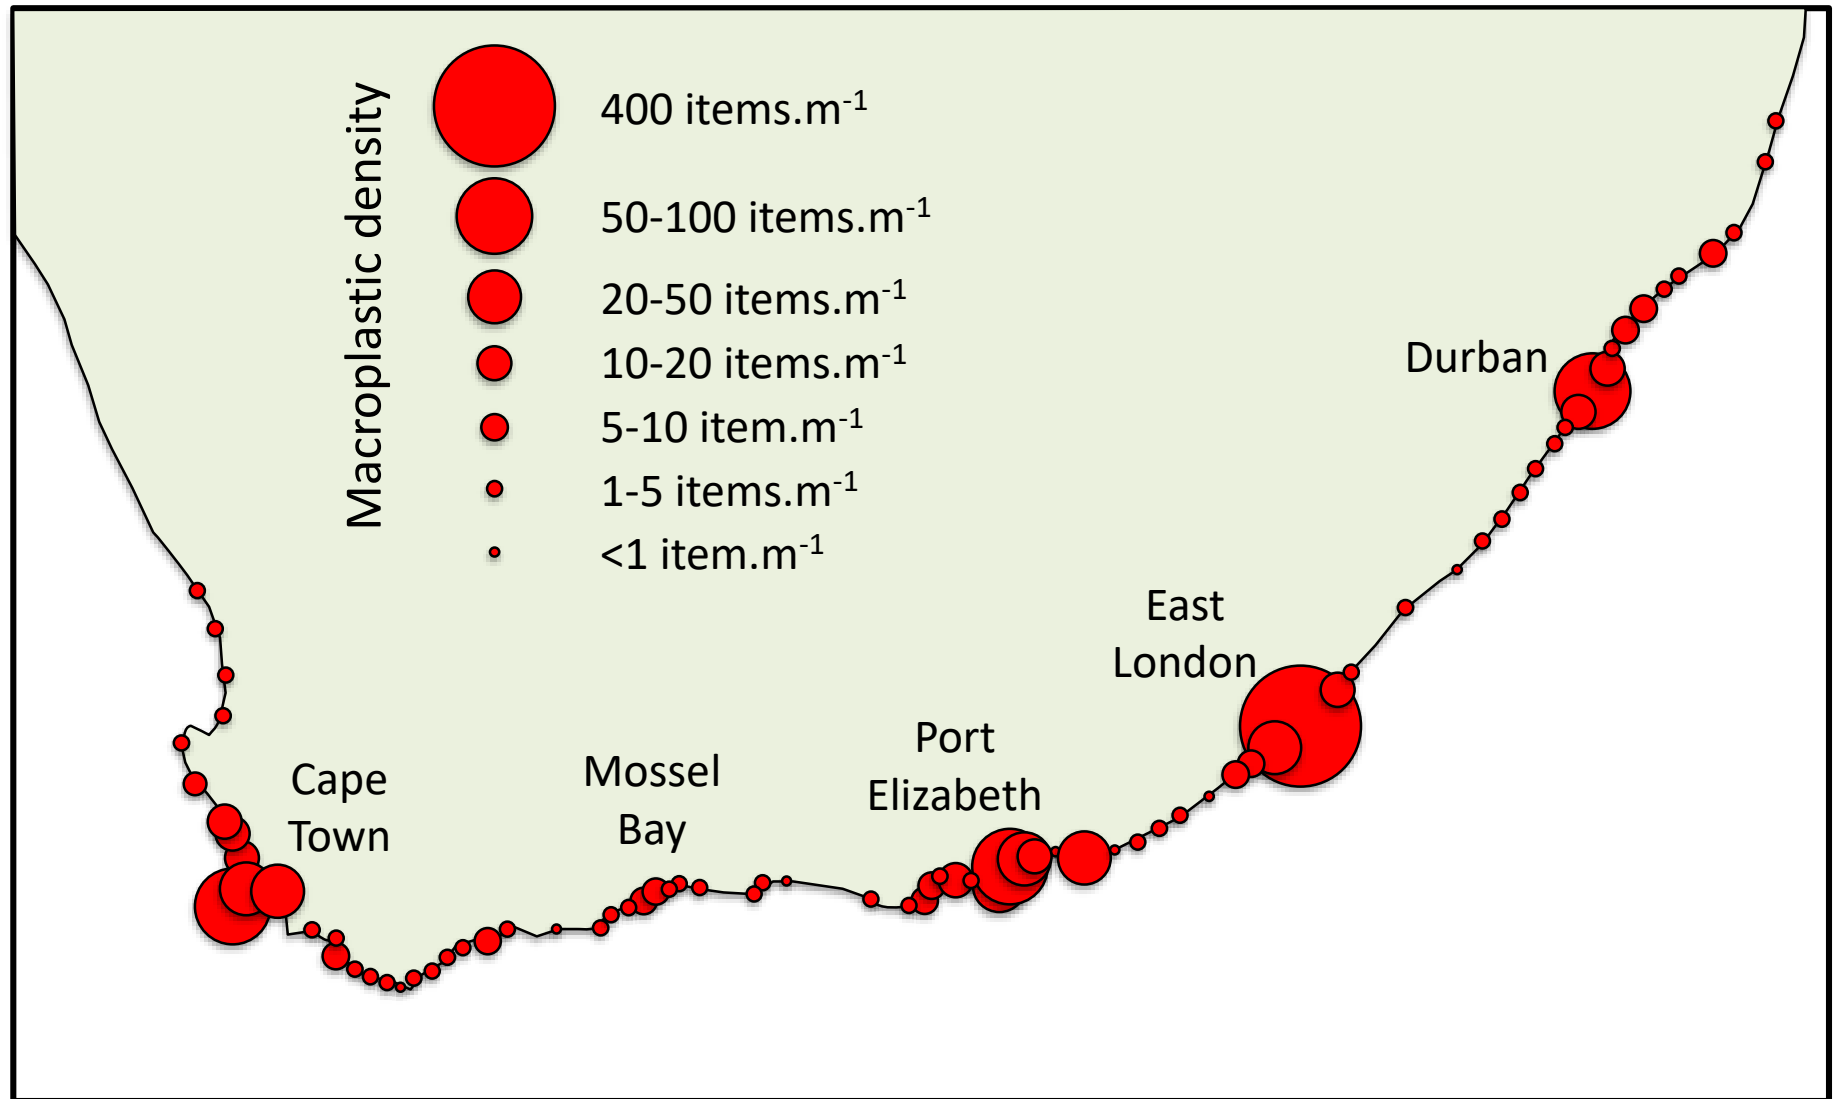 Macroplastic density
400 items.m⁻¹
50-100 items.m⁻¹
20-50 items.m⁻¹
10-20 items.m⁻¹
5-10 item.m⁻¹
1-5 items.m⁻¹
<1 item.m⁻¹
Durban
East
London
Port
Elizabeth
Mossel
Bay
Cape
Town